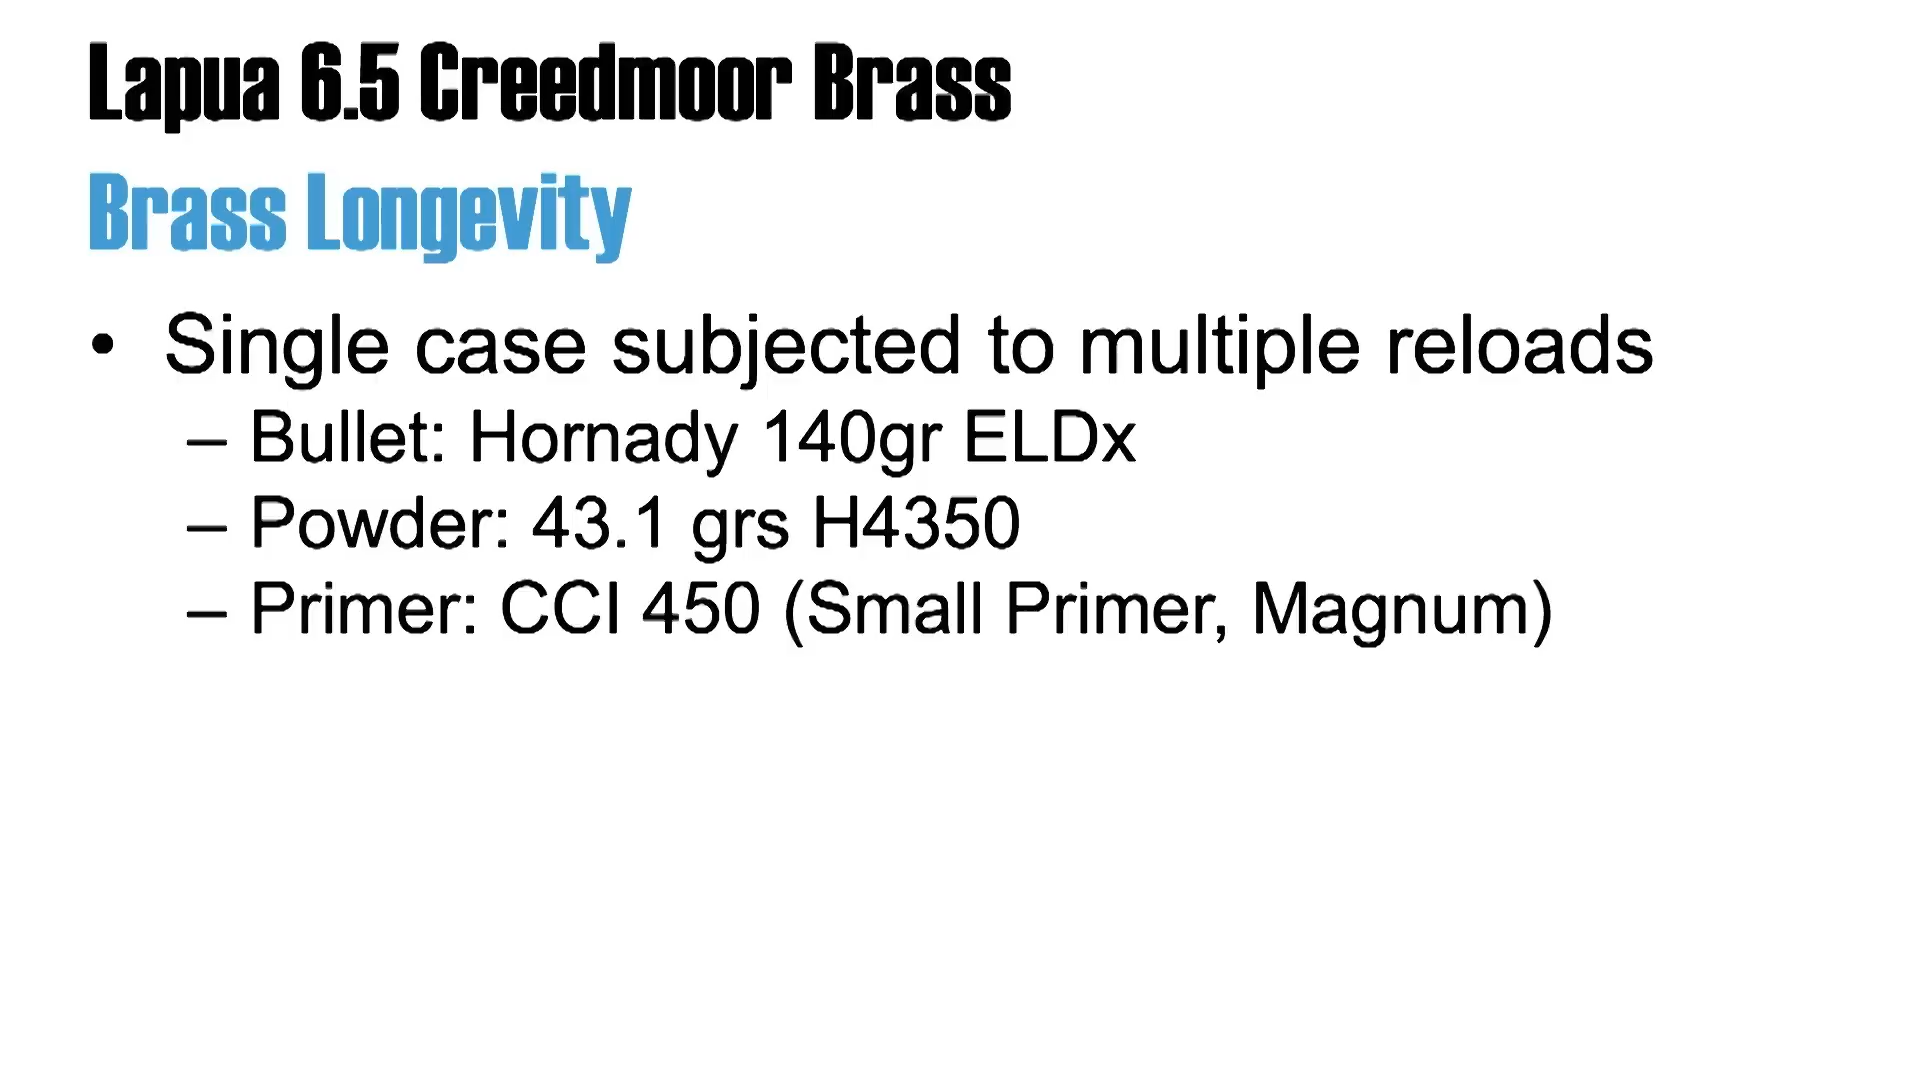 Lapua 6.5 Creedmoor Brass
Brass Longevity
• Single case subjected to multiple reloads
– Bullet: Hornady 140gr ELDx
– Powder: 43.1 grs H4350
– Primer: CCI 450 (Small Primer, Magnum)